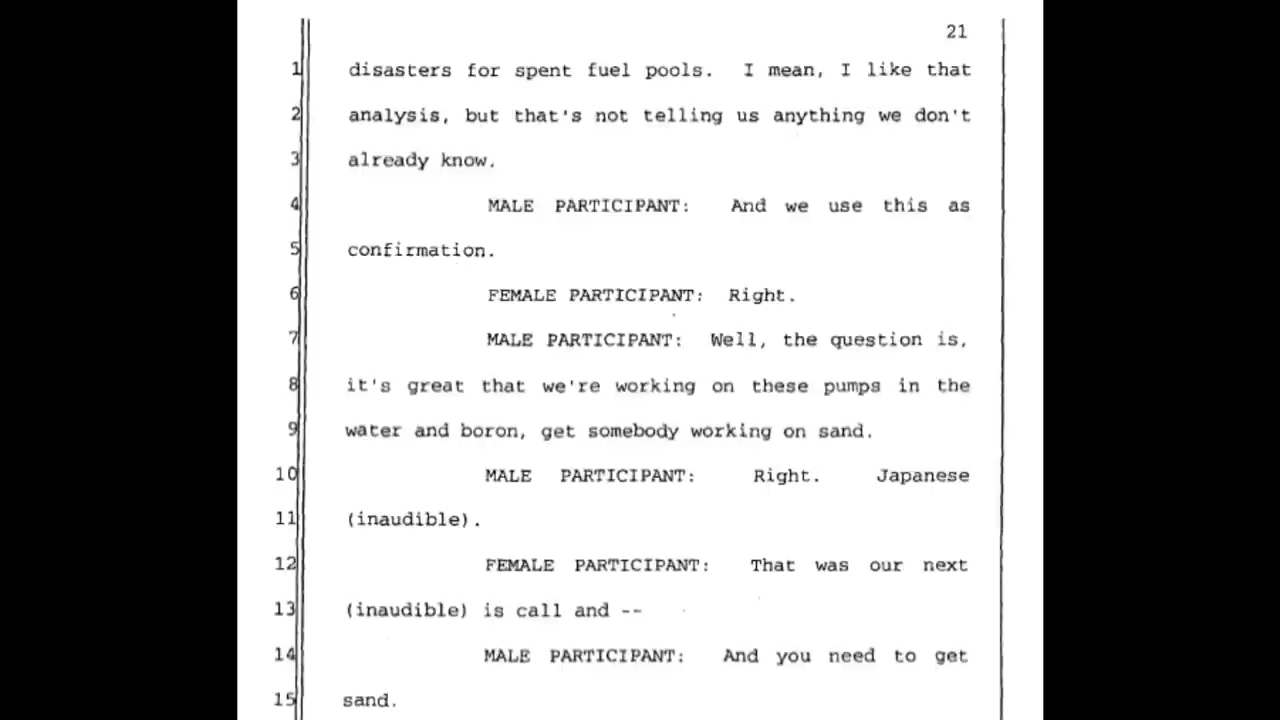 21
1 disasters for spent fuel pools. I mean, I like that
2 analysis, but that's not telling us anything we don't
3 already know.
4 MALE PARTICIPANT: And we use this as
5 confirmation.
6 FEMALE PARTICIPANT: Right.
7 MALE PARTICIPANT: Well, the question is,
8 it's great that we're working on these pumps in the
9 water and boron, get somebody working on sand.
10 MALE PARTICIPANT: Right. Japanese
11 (inaudible).
12 FEMALE PARTICIPANT: That was our next
13 (inaudible) is call and --
14 MALE PARTICIPANT: And you need to get
15 sand.